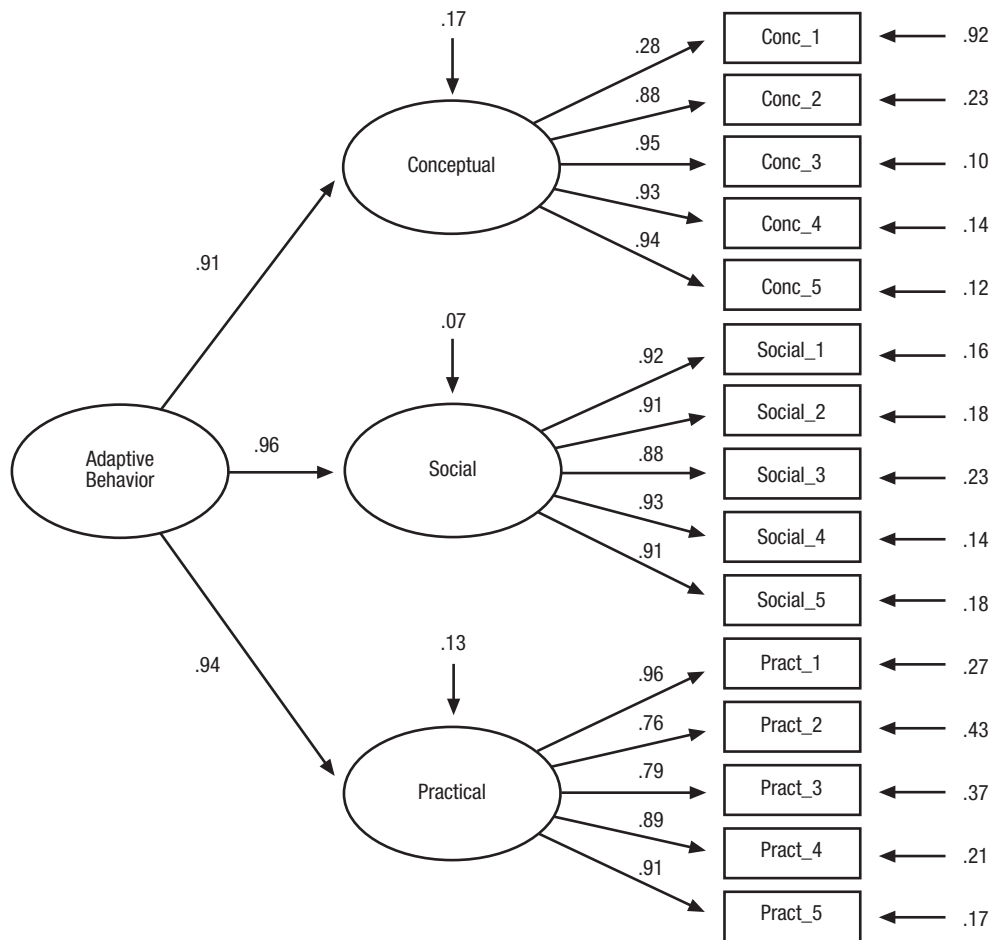 .17
.28
Conc_1
.92
.88
Conc_2
.23
.95
Conc_3
.10
Conceptual
.93
Conc_4
.14
.94
Conc_5
.12
.91
.07
.92
Social_1
.16
.91
Social_2
.18
.88
Social_3
.23
Adaptive
Behavior
.96
Social
.93
Social_4
.14
.91
Social_5
.18
.94
.13
.96
Pract_1
.27
.76
Pract_2
.43
.79
Pract_3
.37
Practical
.89
Pract_4
.21
.91
Pract_5
.17